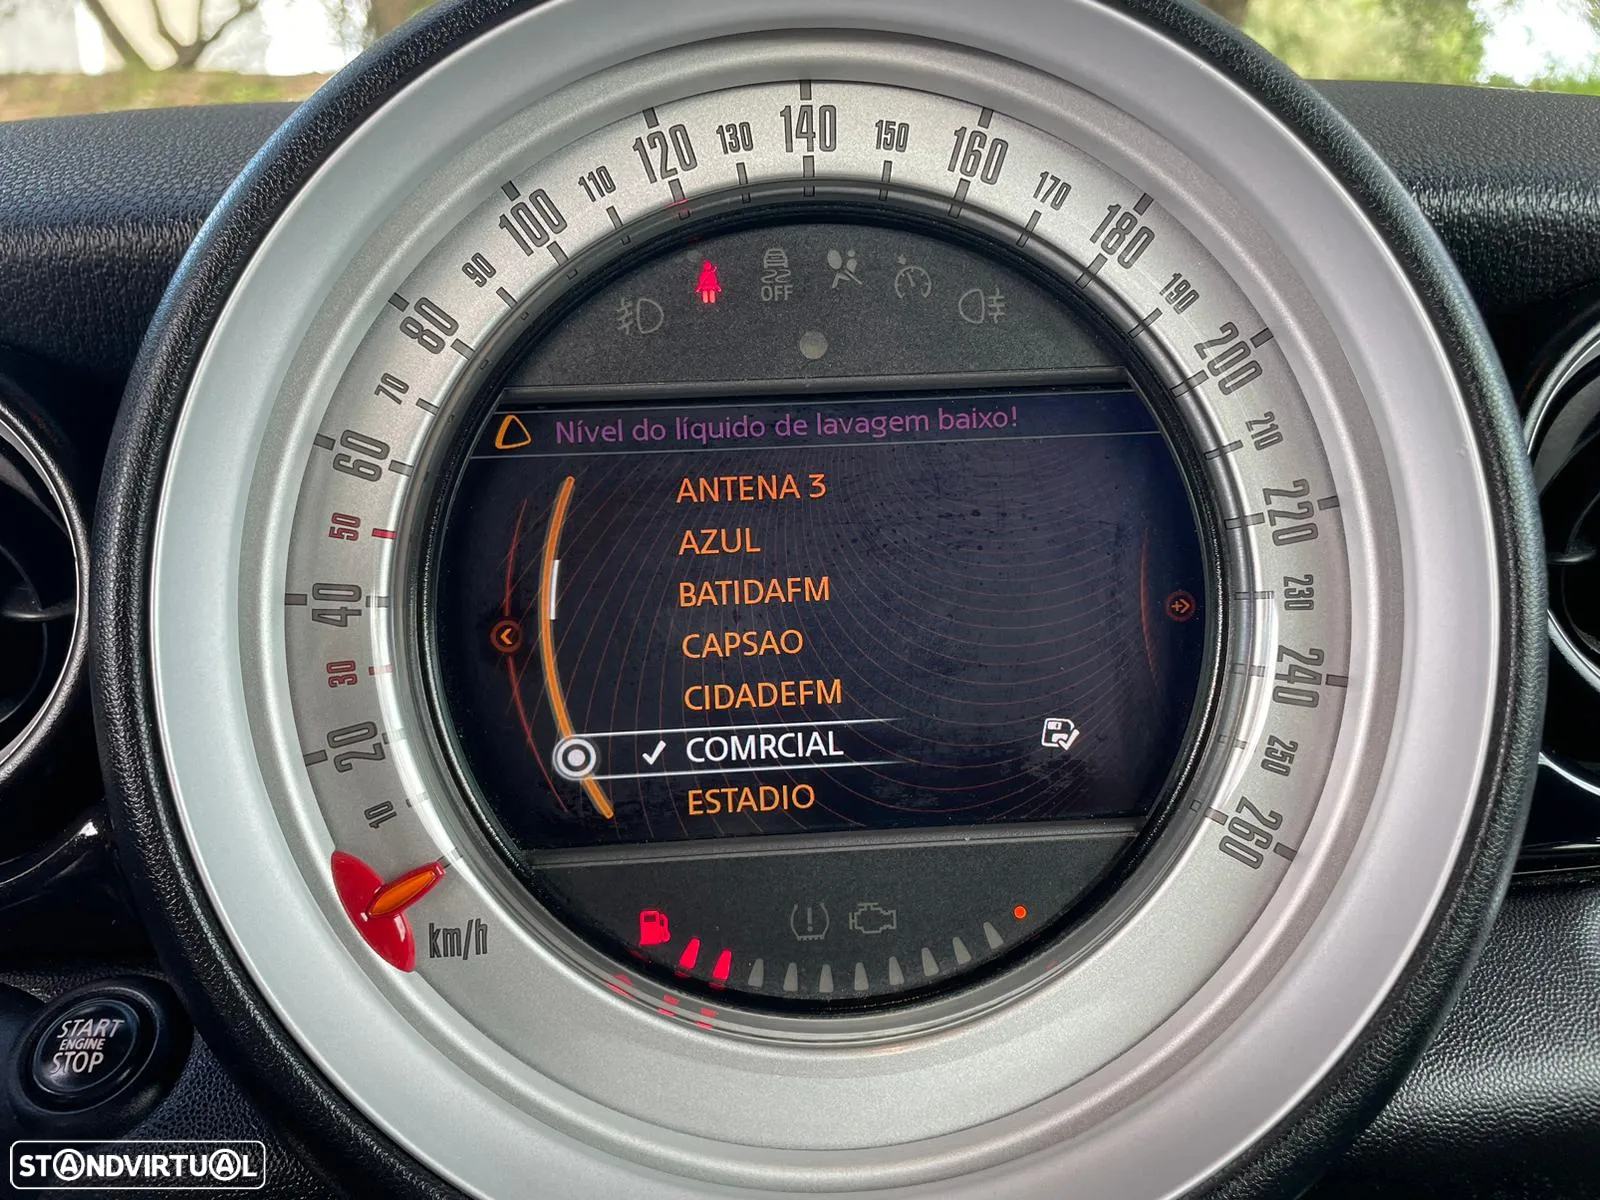 10
20
30
40
50
60
70
80
90
100
110
120
130
140
150
160
170
180
190
200
210
220
230
240
250
260
km/h
OFF
Nível do líquido de lavagem baixo!
ANTENA 3
AZUL
BATIDAFM
CAPSAO
CIDADEFM
COMRCIAL
ESTADIO
START
ENGINE
STOP
STANDVIRTUAL